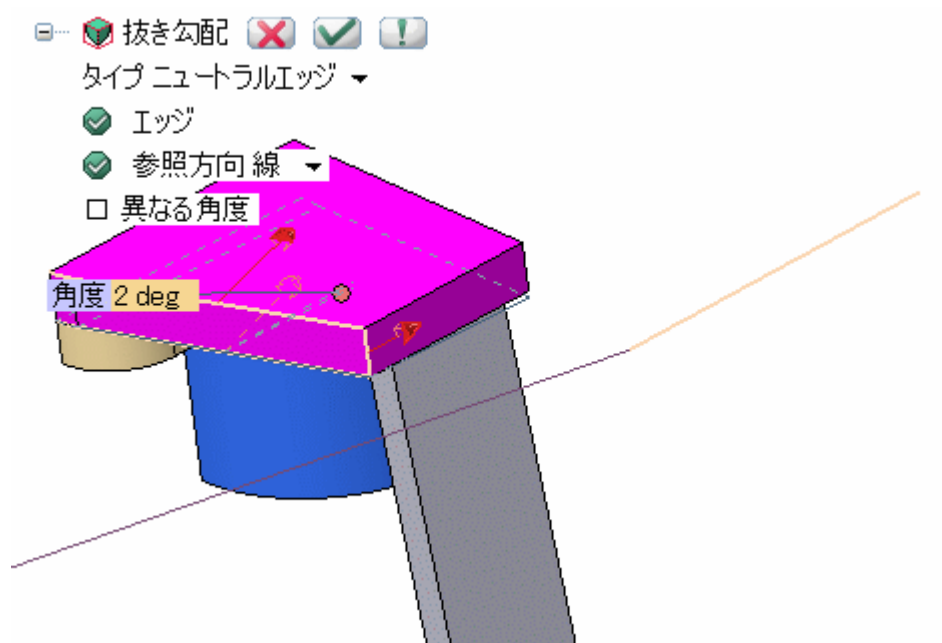 抜き勾配
タイプ ニュートラルエッジ
エッジ
参照方向 線
異なる角度
角度 2 deg